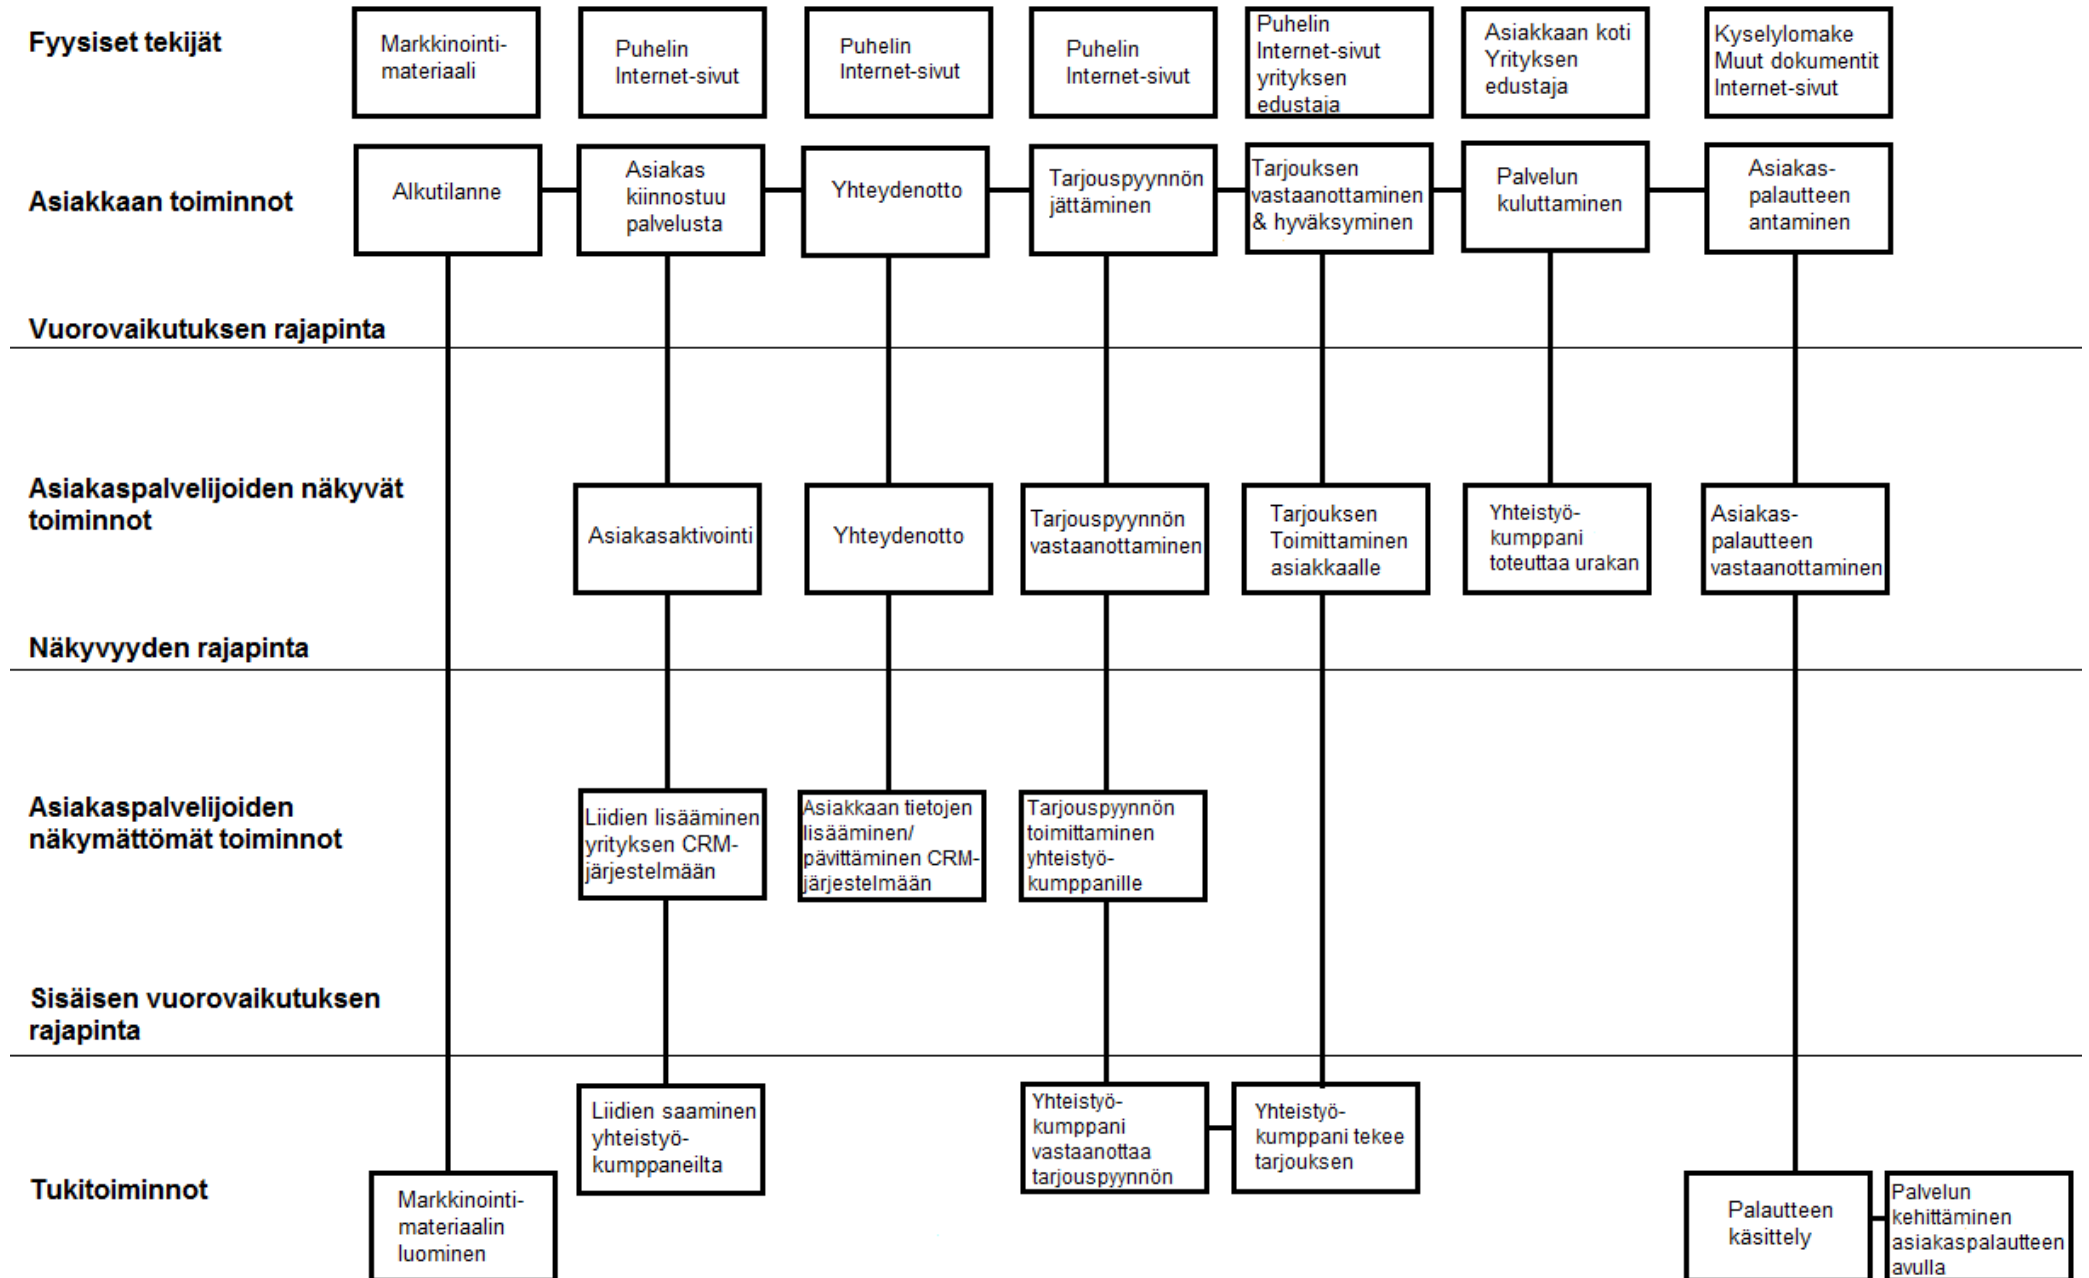 Fyysiset tekijät
Markkinointi-
materiaali
Puhelin
Internet-sivut
Puhelin
Internet-sivut
Puhelin
Internet-sivut
Puhelin
Internet-sivut
yrityksen
edustaja
Asiakkaan koti
Yrityksen
edustaja
Kyselylomake
Muut dokumentit
Internet-sivut
Asiakkaan toiminnot
Alkutilanne
Asiakas
kiinnostuu
palvelusta
Yhteydenotto
Tarjouspyynnön
jättäminen
Tarjouksen
vastaanottaminen
& hyväksyminen
Palvelun
kuluttaminen
Asiakas-
palautteen
antaminen
Vuorovaikutuksen rajapinta
Asiakaspalvelijoiden näkyvät
toiminnot
Asiakasaktivointi
Yhteydenotto
Tarjouspyynnön
vastaanottaminen
Tarjouksen
Toimittaminen
asiakkaalle
Yhteistyö-
kumppani
toteuttaa urakan
Asiakas-
palautteen
vastaanottaminen
Näkyvyyden rajapinta
Asiakaspalvelijoiden
näkymättömät toiminnot
Liidien lisääminen
yrityksen CRM-
järjestelmään
Asiakkaan tietojen
lisääminen/
pävittäminen CRM-
järjestelmään
Tarjouspyynnön
toimittaminen
yhteistyö-
kumppanille
Sisäisen vuorovaikutuksen
rajapinta
Tukitoiminnot
Markkinointi-
materiaalin
luominen
Liidien saaminen
yhteistyö-
kumppaneilta
Yhteistyö-
kumppani
vastaanottaa
tarjouspyynnön
Yhteistyö-
kumppani tekee
tarjouksen
Palautteen
käsittely
Palvelun
kehittäminen
asiakaspalautteen
avulla